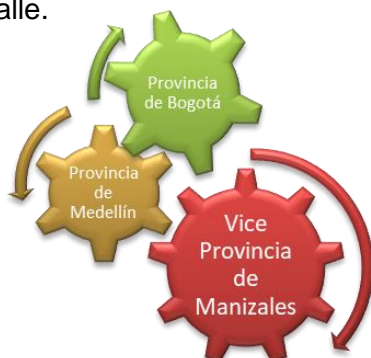 alle.
Provincia
de Bogotá
Provincia
de
Medellín
Vice
Provincia
de
Manizales